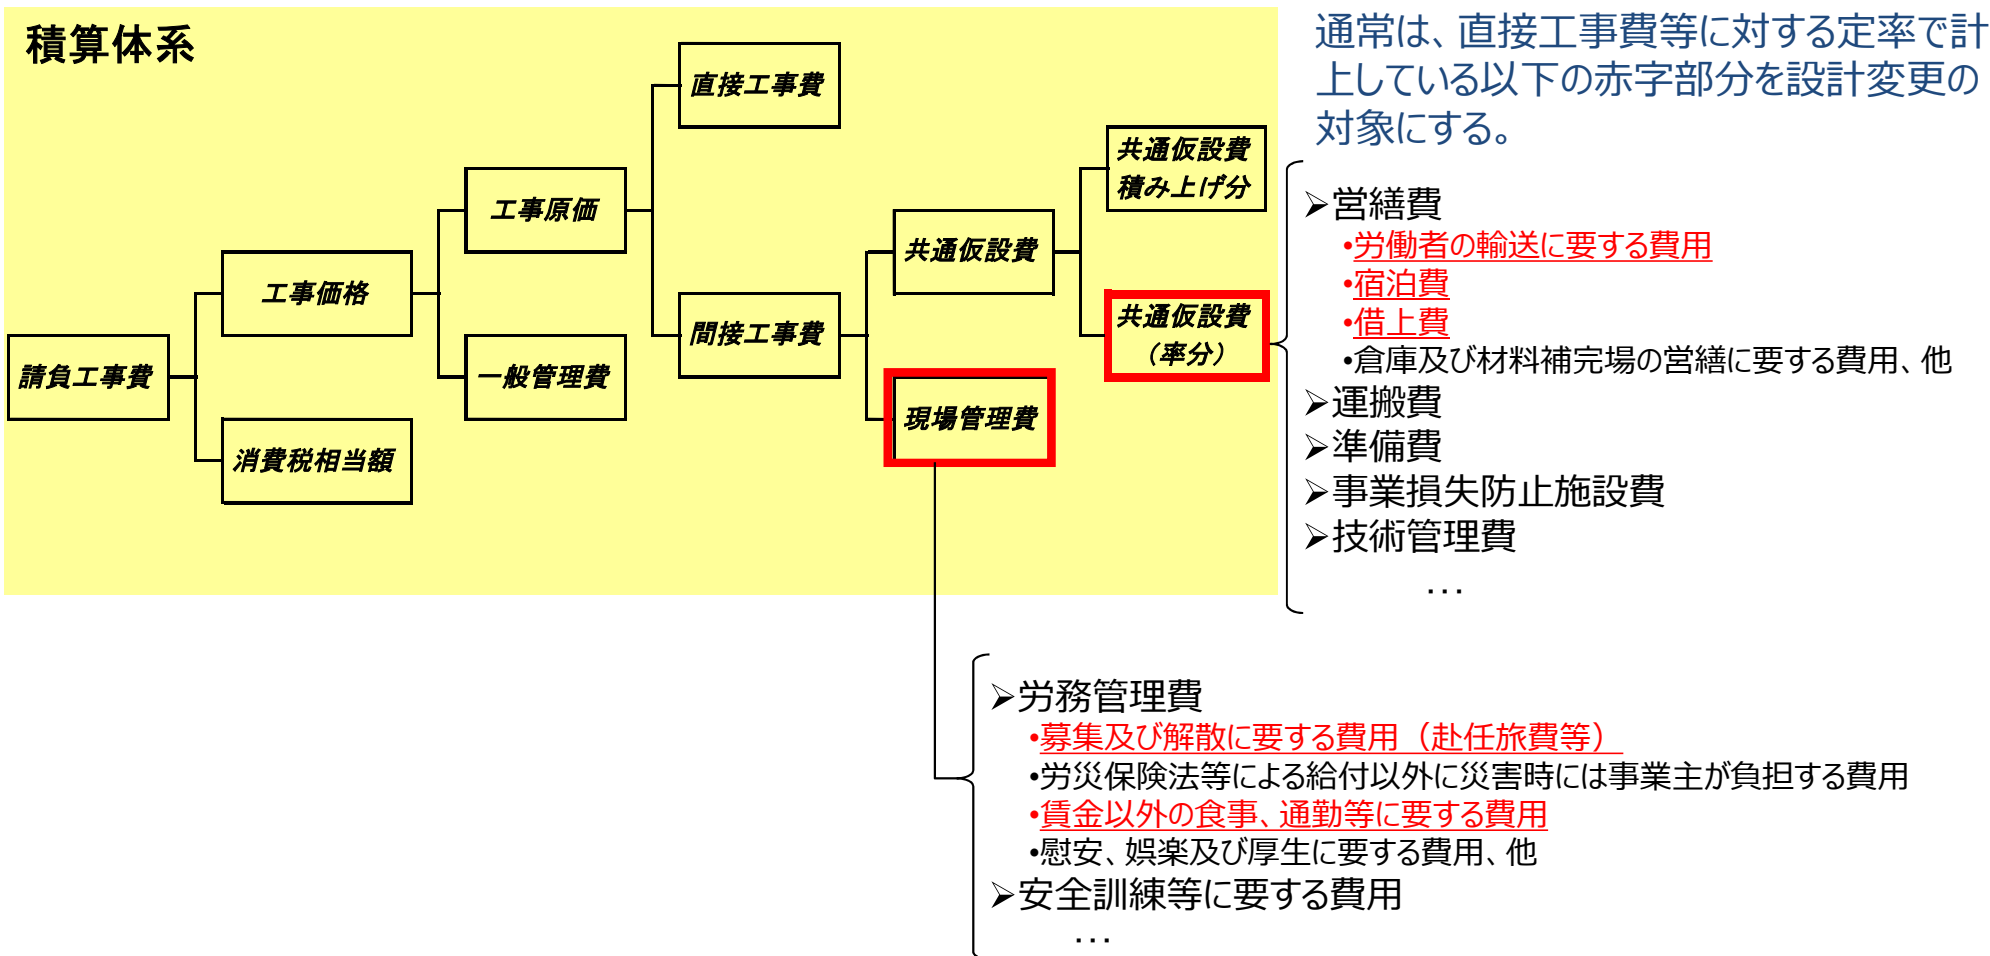 積算体系
直接工事費
工事原価
工事価格
請負工事費
消費税相当額
一般管理費
間接工事費
共通仮設費
現場管理費
共通仮設費
積み上げ分
共通仮設費
（率分）
通常は、直接工事費等に対する定率で計
上している以下の赤字部分を設計変更の
対象にする。
➢営繕費
•労働者の輸送に要する費用
•宿泊費
•借上費
•倉庫及び材料補完場の営繕に要する費用、他
➢運搬費
➢準備費
➢事業損失防止施設費
➢技術管理費
…
➢労務管理費
•募集及び解散に要する費用（赴任旅費等）
•労災保険法等による給付以外に災害時には事業主が負担する費用
•賃金以外の食事、通勤等に要する費用
•慰安、娯楽及び厚生に要する費用、他
➢安全訓練等に要する費用
…